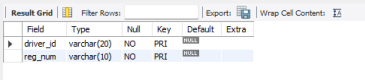 Result Grid Filter Rows: Export: Wrap Cell Content:
Field Type Null Key Default Extra
driver_id varchar(20) NO PRI NULL
reg_num varchar(10) NO PRI NULL